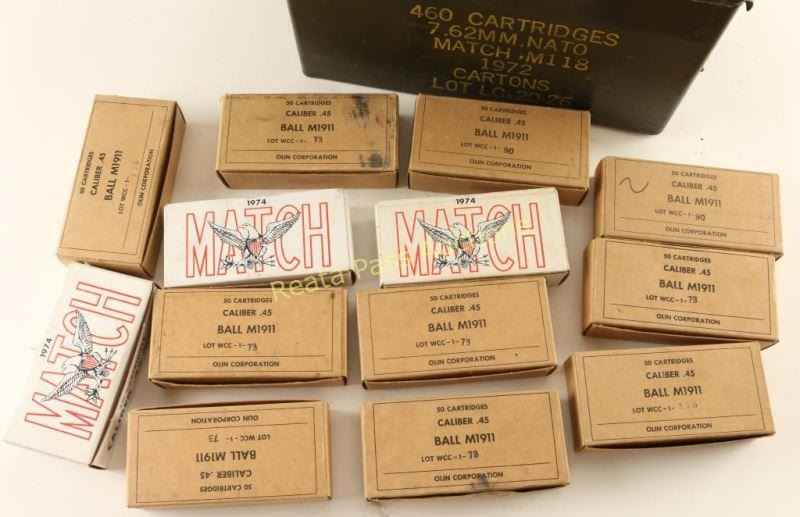 460 CARTRIDGES
7.62MM, NATO
MATCH, M118
1972
CARTONS
LOT LC-20-26
50 CARTRIDGES
CALIBER .45
BALL M1911
LOT WCC-1-
OLIN CORPORATION
50 CARTRIDGES
CALIBER .45
BALL M1911
LOT WCC-1- 73
OLIN CORPORATION
50 CARTRIDGES
CALIBER .45
BALL M1911
LOT WCC-1- 90
OLIN CORPORATION
50 CARTRIDGES
CALIBER .45
BALL M1911
LOT WCC-1- 90
OLIN CORPORATION
1974
MATCH
1974
MATCH
Reata Pass
50 CARTRIDGES
CALIBER .45
BALL M1911
LOT WCC-1-73
OLIN CORPORATION
1974
MATCH
50 CARTRIDGES
CALIBER .45
BALL M1911
LOT WCC-1- 73
OLIN CORPORATION
50 CARTRIDGES
CALIBER .45
BALL M1911
LOT WCC-1-73
OLIN CORPORATION
50 CARTRIDGES
CALIBER .45
BALL M1911
LOT WCC-1-
OLIN CORPORATION
50 CARTRIDGES
CALIBER .45
BALL M1911
LOT WCC-1- 73
OLIN CORPORATION
50 CARTRIDGES
CALIBER .45
BALL M1911
LOT WCC-1-73
OLIN CORPORATION